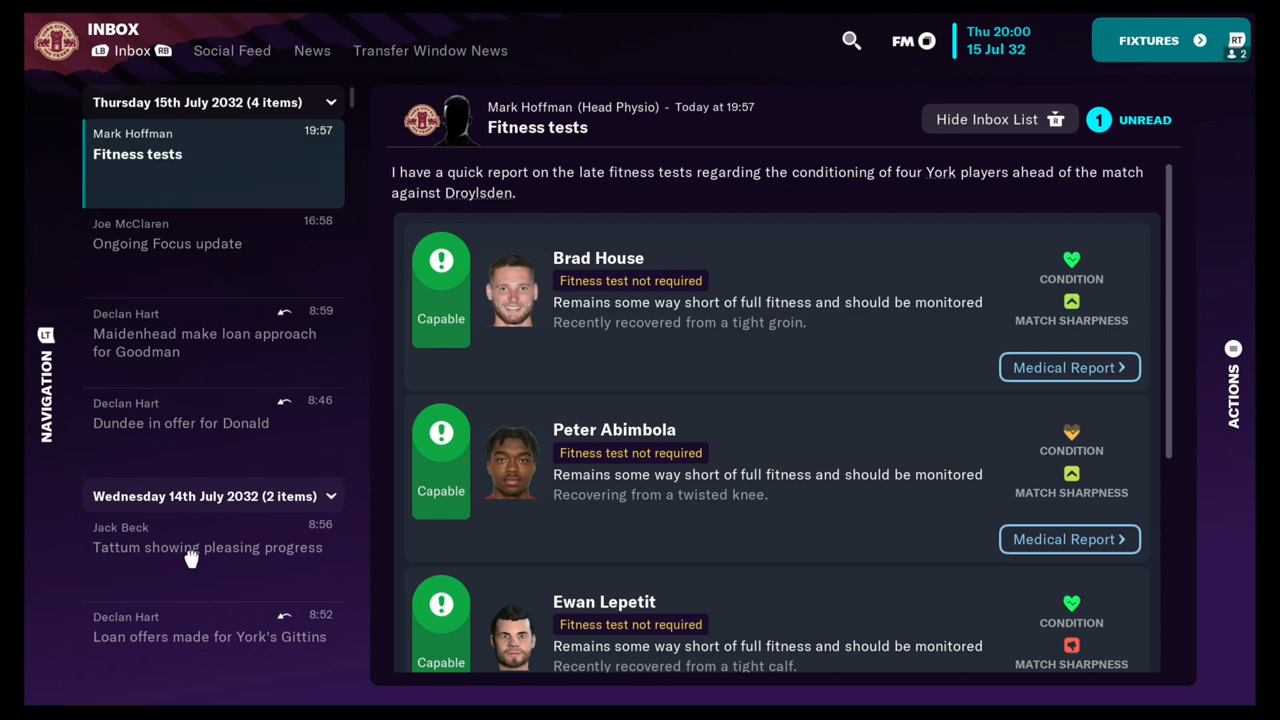 INBOX
LB Inbox RB
Social Feed
News
Transfer Window News
FM
Thu 20:00
15 Jul 32
FIXTURES
RT
2
Thursday 15th July 2032 (4 items)
Mark Hoffman
19:57
Fitness tests
Joe McClaren
16:58
Ongoing Focus update
Declan Hart
8:59
Maidenhead make loan approach
for Goodman
Declan Hart
8:46
Dundee in offer for Donald
Wednesday 14th July 2032 (2 items)
Jack Beck
8:56
Tattum showing pleasing progress
Declan Hart
8:52
Loan offers made for York's Gittins
LT
NAVIGATION
Mark Hoffman (Head Physio) - Today at 19:57
Fitness tests
Hide Inbox List
R
1 UNREAD
I have a quick report on the late fitness tests regarding the conditioning of four York players ahead of the match
against Droylsden.
Capable
Brad House
Fitness test not required
Remains some way short of full fitness and should be monitored
Recently recovered from a tight groin.
CONDITION
MATCH SHARPNESS
Medical Report
Capable
Peter Abimbola
Fitness test not required
Remains some way short of full fitness and should be monitored
Recovering from a twisted knee.
CONDITION
MATCH SHARPNESS
Medical Report
Capable
Ewan Lepetit
Fitness test not required
Remains some way short of full fitness and should be monitored
Recently recovered from a tight calf.
CONDITION
MATCH SHARPNESS
ACTIONS